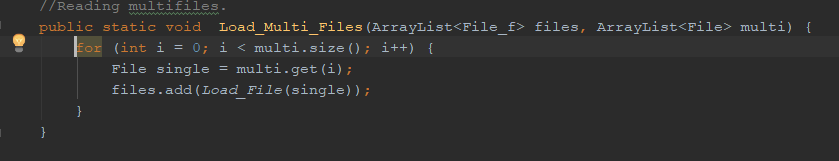 //Reading multifiles.
public static void  Load_Multi_Files(ArrayList<File_f> files, ArrayList<File> multi) {
    for (int i = 0; i < multi.size(); i++) {
        File single = multi.get(i);
        files.add(Load_File(single));
    }
}